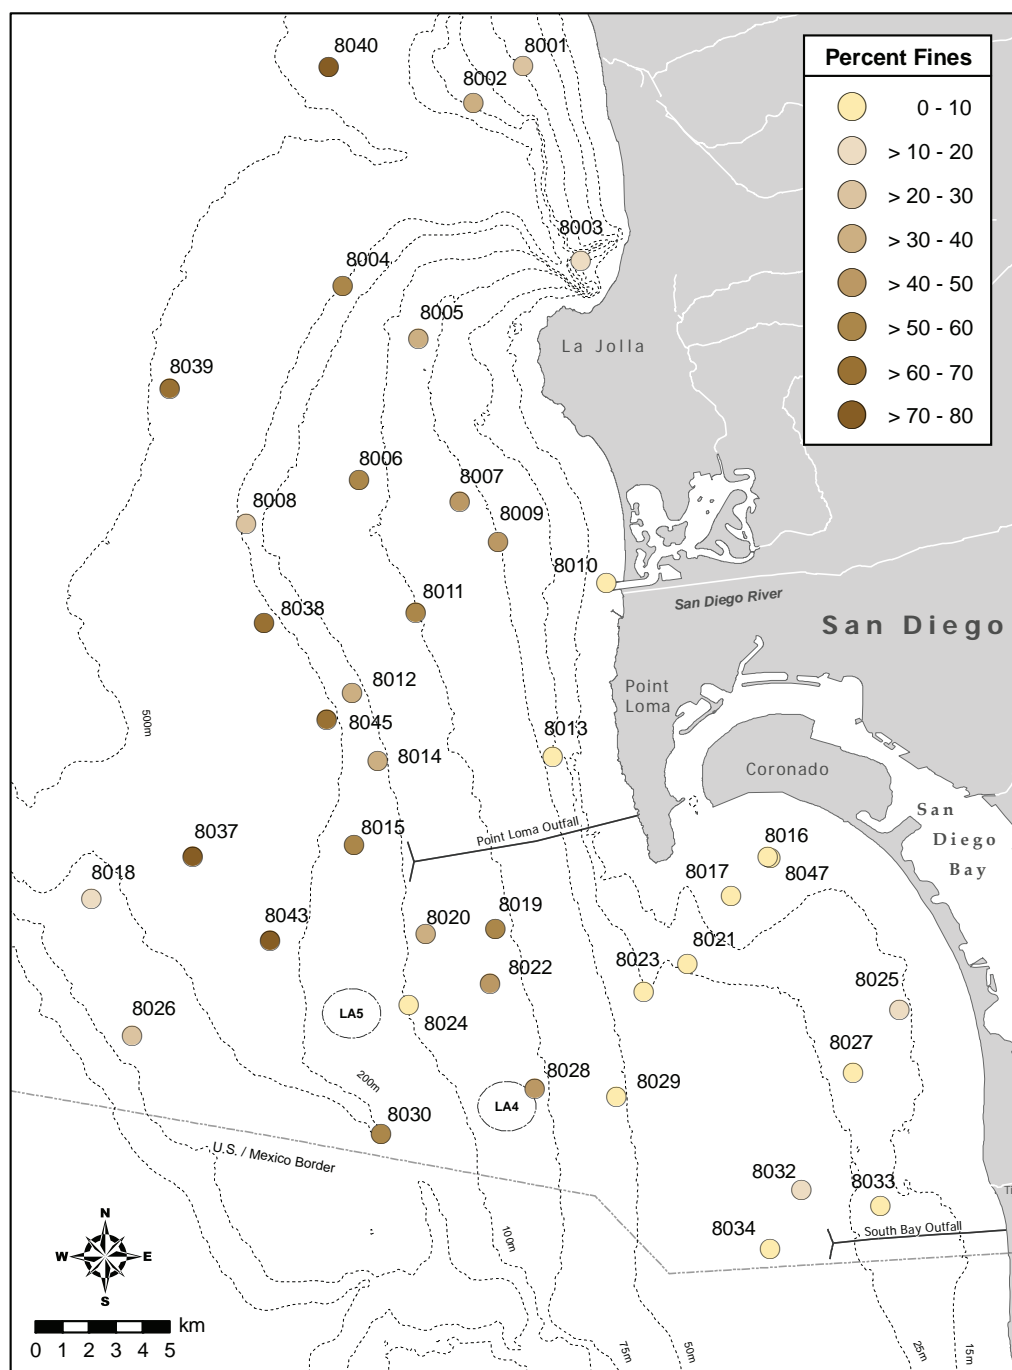 8040
8001
8002
Percent Fines
0 - 10
> 10 - 20
> 20 - 30
> 30 - 40
> 40 - 50
> 50 - 60
> 60 - 70
> 70 - 80
8003
8004
8005
La Jolla
8039
8006
8007
8008
8009
8010
San Diego River
8011
8038
San Diego
8012
Point
Loma
8045
500m
8013
8014
Coronado
San
Diego
Bay
8015
Point Loma Outfall
8016
8037
8047
8017
8018
8019
8020
8043
8021
8022
8023
8025
LA5
8024
8026
8027
200m
8028
8029
LA4
8030
U.S. / Mexico Border
8032
8033
South Bay Outfall
8034
100m
N
W
E
S
km
0 1 2 3 4 5
75m
50m
25m
15m